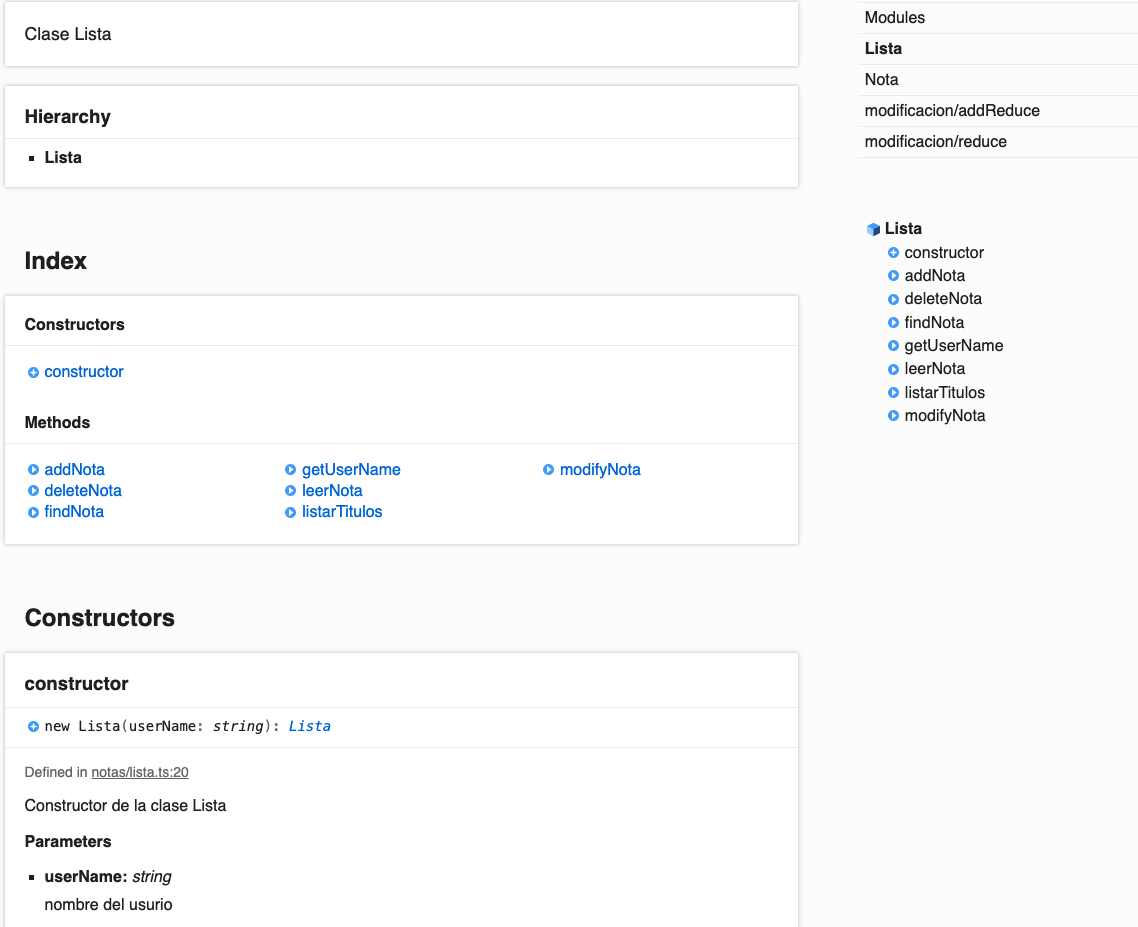 Clase Lista
Hierarchy
Lista
Index
Constructors
constructor
Methods
addNota
deleteNota
findNota
getUserName
leerNota
listarTitulos
modifyNota
Constructors
constructor
new Lista(userName: string): Lista
Defined in notas/lista.ts:20
Constructor de la clase Lista
Parameters
userName: string
nombre del usurio
Modules
Lista
Nota
modificacion/addReduce
modificacion/reduce
Lista
constructor
addNota
deleteNota
findNota
getUserName
leerNota
listarTitulos
modifyNota